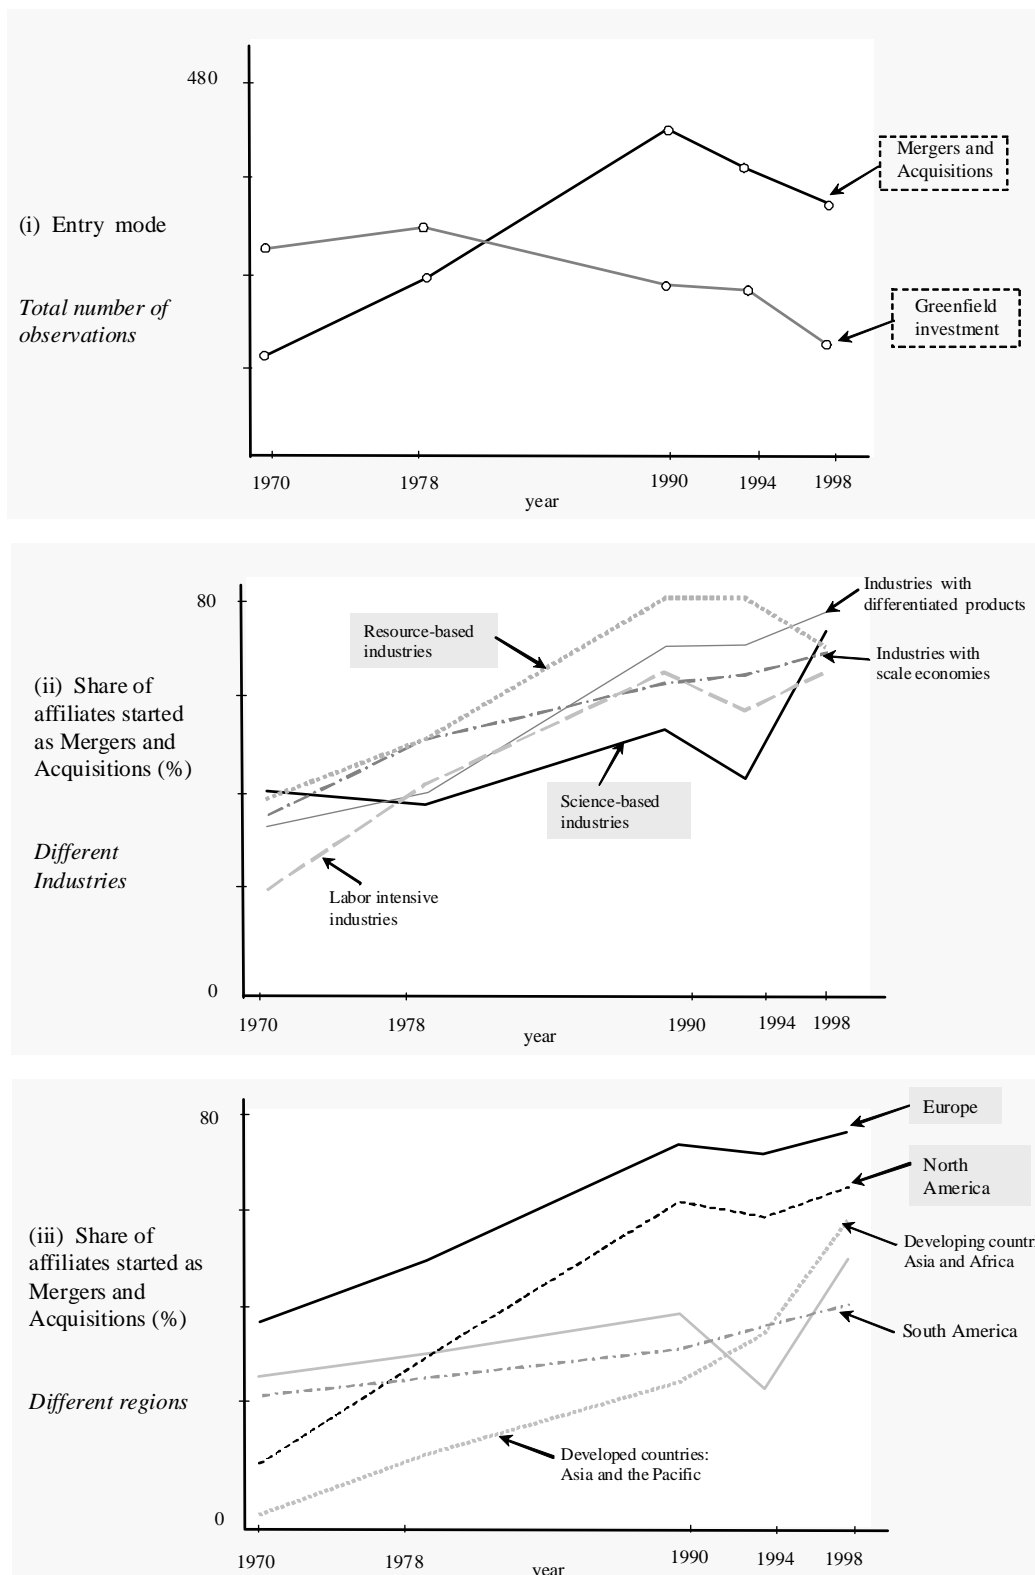 480
Mergers and
Acquisitions
(i) Entry mode
Total number of
observations
Greenfield
investment
1970
1978
1990
1994
1998
year
80
Industries with
differentiated products
Resource-based
industries
Industries with
scale economies
(ii) Share of
affiliates started
as Mergers and
Acquisitions (%)
Science-based
industries
Different
Industries
Labor intensive
industries
0
1970
1978
1990
1994
1998
year
80
Europe
North
America
(iii) Share of
affiliates started as
Mergers and
Acquisitions (%)
Developing countri
Asia and Africa
South America
Different regions
Developed countries:
Asia and the Pacific
0
1970
1978
1990
1994
1998
year